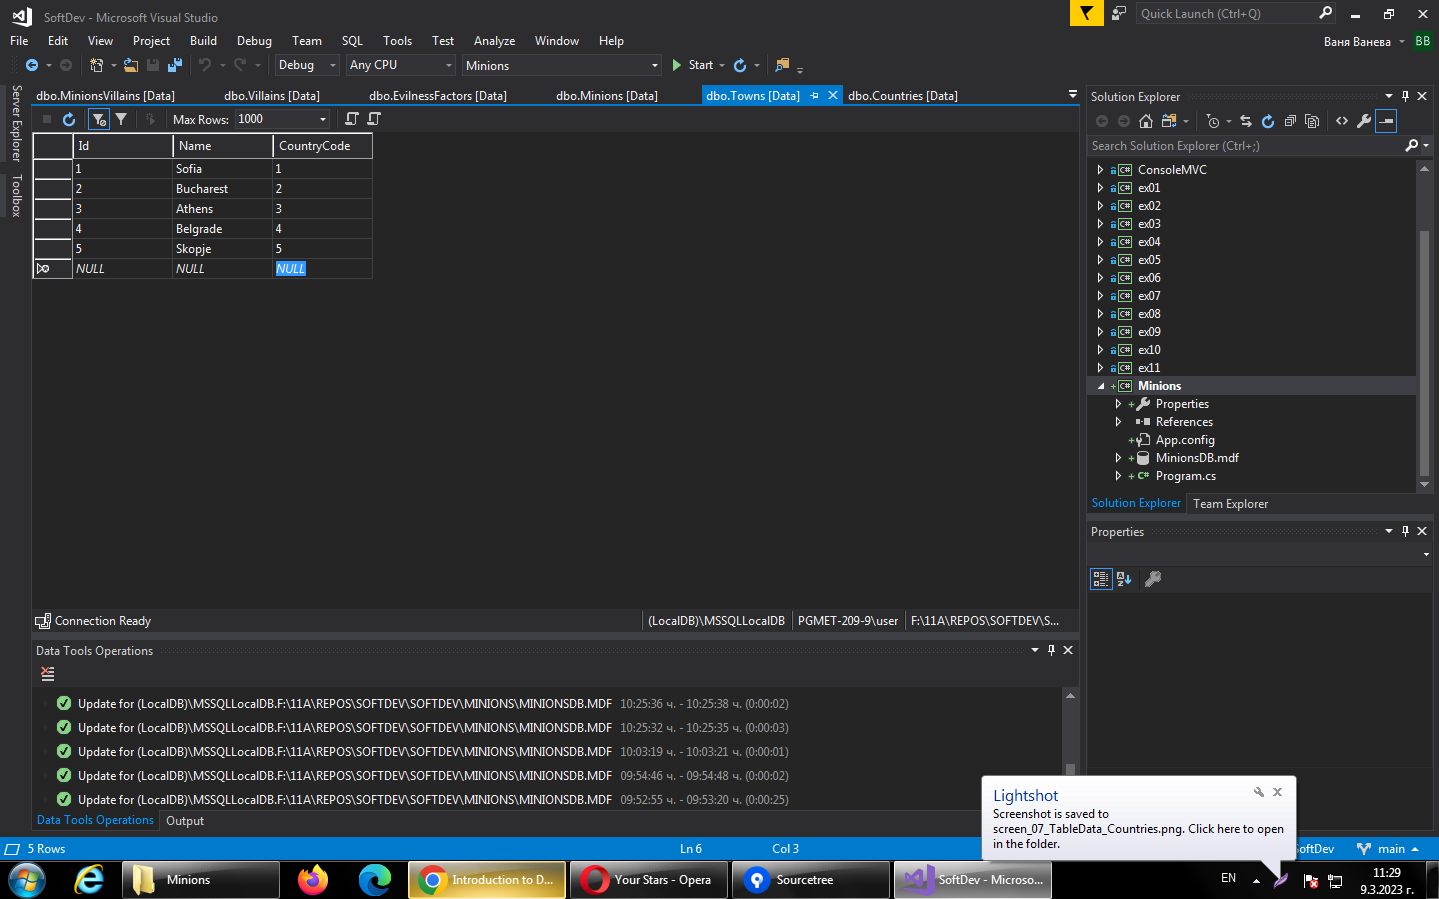 SoftDev - Microsoft Visual Studio
Quick Launch (Ctrl+Q)
File Edit View Project Build Debug Team SQL Tools Test Analyze Window Help
Ваня Ванева BB
Debug Any CPU Minions Start
Server Explorer
Toolbox
dbo.MinionsVillains [Data] dbo.Villains [Data] dbo.EvilnessFactors [Data] dbo.Minions [Data] dbo.Towns [Data] dbo.Countries [Data]
Max Rows: 1000
Id Name CountryCode
1 Sofia 1
2 Bucharest 2
3 Athens 3
4 Belgrade 4
5 Skopje 5
NULL NULL NULL
Connection Ready (LocalDB)\MSSQLLocalDB PGMET-209-9\user F:\11A\REPOS\SOFTDEV\S...
Data Tools Operations
Update for (LocalDB)\MSSQLLocalDB.F:\11A\REPOS\SOFTDEV\SOFTDEV\MINIONS\MINIONSDB.MDF 10:25:36 ч. - 10:25:38 ч. (0:00:02)
Update for (LocalDB)\MSSQLLocalDB.F:\11A\REPOS\SOFTDEV\SOFTDEV\MINIONS\MINIONSDB.MDF 10:25:32 ч. - 10:25:35 ч. (0:00:03)
Update for (LocalDB)\MSSQLLocalDB.F:\11A\REPOS\SOFTDEV\SOFTDEV\MINIONS\MINIONSDB.MDF 10:03:19 ч. - 10:03:21 ч. (0:00:01)
Update for (LocalDB)\MSSQLLocalDB.F:\11A\REPOS\SOFTDEV\SOFTDEV\MINIONS\MINIONSDB.MDF 09:54:46 ч. - 09:54:48 ч. (0:00:02)
Update for (LocalDB)\MSSQLLocalDB.F:\11A\REPOS\SOFTDEV\SOFTDEV\MINIONS\MINIONSDB.MDF 09:52:55 ч. - 09:53:20 ч. (0:00:25)
Data Tools Operations Output
Solution Explorer
Search Solution Explorer (Ctrl+;)
C# ConsoleMVC
C# ex01
C# ex02
C# ex03
C# ex04
C# ex05
C# ex06
C# ex07
C# ex08
C# ex09
C# ex10
C# ex11
C# Minions
Properties
References
App.config
MinionsDB.mdf
C# Program.cs
Solution Explorer Team Explorer
Properties
Lightshot
Screenshot is saved to
screen_07_TableData_Countries.png. Click here to open
in the folder.
5 Rows Ln 6 Col 3 SoftDev main
Minions Introduction to D... Your Stars - Opera Sourcetree SoftDev - Microso...
EN 11:29
9.3.2023 г.